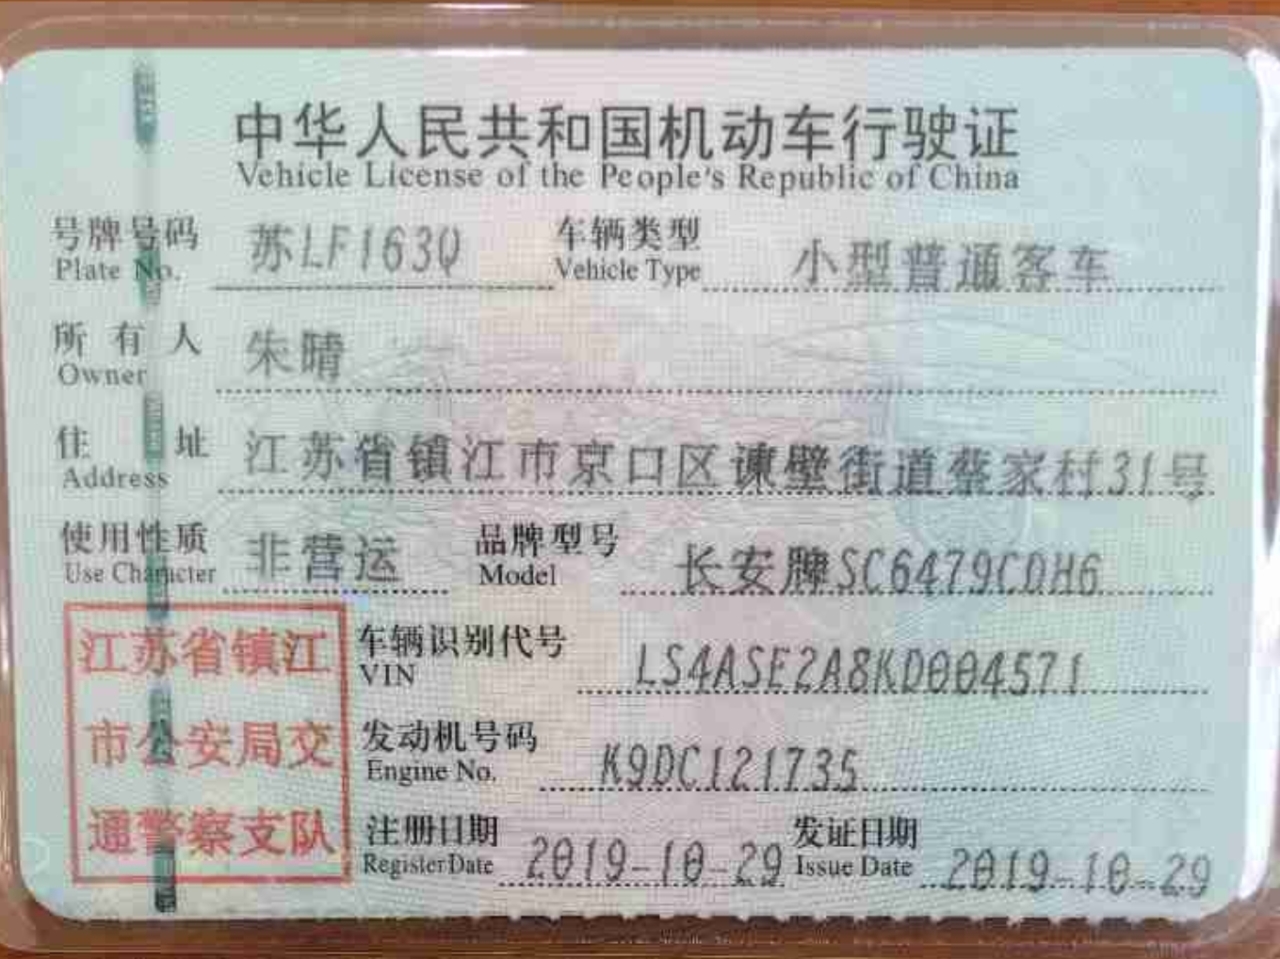 中华人民共和国机动车行驶证
Vehicle License of the People's Republic of China
号牌号码 苏LF163Q 车辆类型 小型普通客车
Plate No. Vehicle Type
所有人 朱晴
Owner
住址 江苏省镇江市京口区谏壁街道蔡家村31号
Address
使用性质 非营运 品牌型号 长安牌SC6479CDH6
Use Character Model
江苏省镇江
市公安局交
通警察支队
车辆识别代号 LS4ASE2A8KD004571
VIN
发动机号码 K9DC121735
Engine No.
注册日期 2019-10-29 发证日期 2019-10-29
Register Date Issue Date